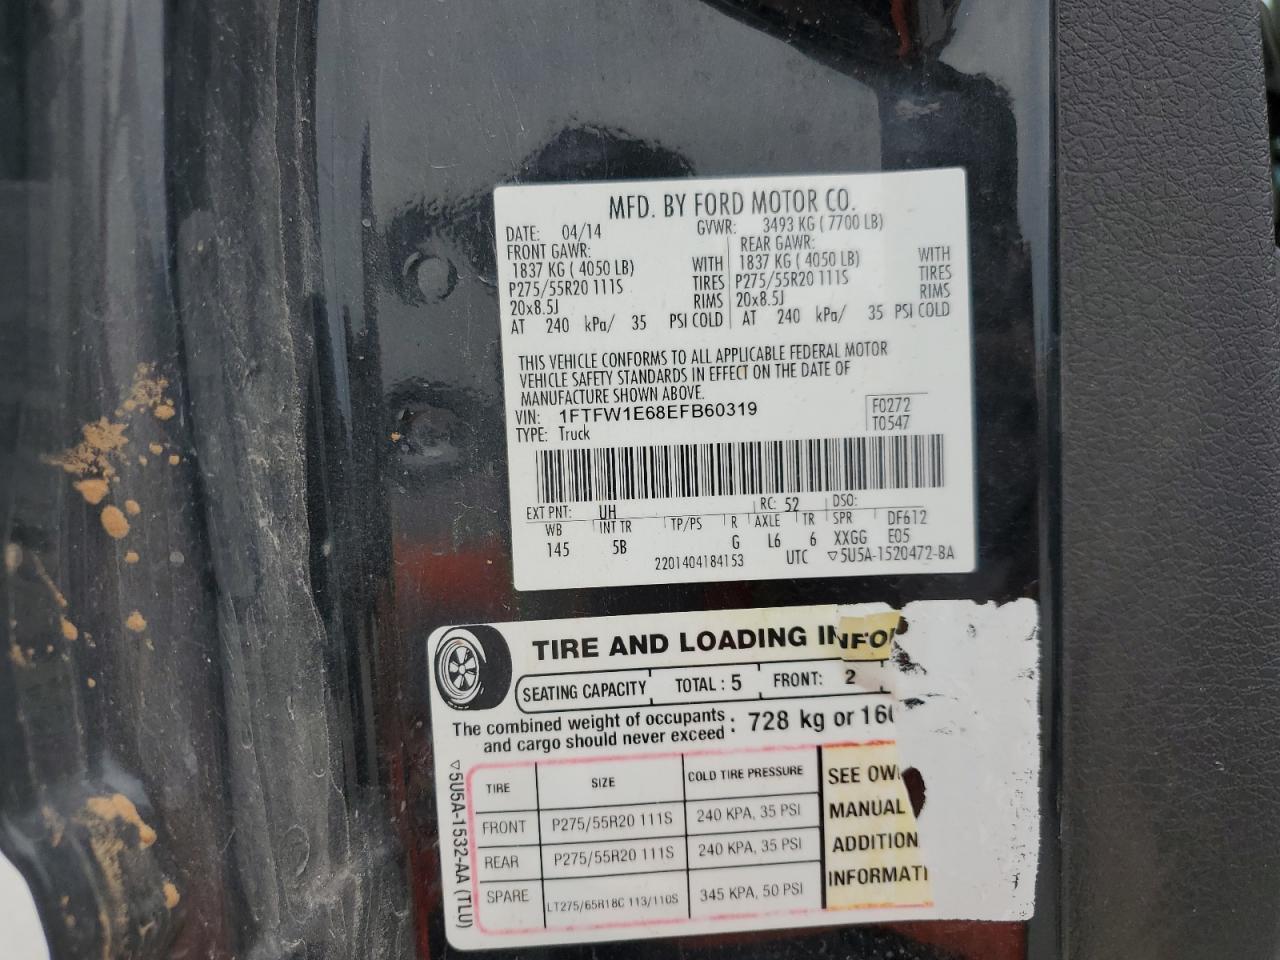 MFD. BY FORD MOTOR CO.
DATE: 04/14 GVWR: 3493 KG ( 7700 LB)
FRONT GAWR: REAR GAWR:
1837 KG ( 4050 LB) WITH 1837 KG ( 4050 LB) WITH
P275/55R20 111S TIRES P275/55R20 111S TIRES
20x8.5J RIMS 20x8.5J RIMS
AT 240 kPa/ 35 PSI COLD AT 240 kPa/ 35 PSI COLD
THIS VEHICLE CONFORMS TO ALL APPLICABLE FEDERAL MOTOR
VEHICLE SAFETY STANDARDS IN EFFECT ON THE DATE OF
MANUFACTURE SHOWN ABOVE.
VIN: 1FTFW1E68EFB60319 F0272
TYPE: Truck T0547
EXT PNT: UH RC: 52 DSO:
WB INT TR TP/PS R AXLE TR SPR DF612
145 5B G L6 6 XXGG E05
2201404184153 UTC ▽5U5A-1520472-BA
TIRE AND LOADING INFO
SEATING CAPACITY TOTAL : 5 FRONT: 2
The combined weight of occupants
and cargo should never exceed : 728 kg or 160
TIRE SIZE COLD TIRE PRESSURE SEE OW
FRONT P275/55R20 111S 240 KPA, 35 PSI MANUAL
REAR P275/55R20 111S 240 KPA, 35 PSI ADDITION
SPARE LT275/65R18C 113/110S 345 KPA, 50 PSI INFORMATI
▽5U5A-1532-AA (TLU)